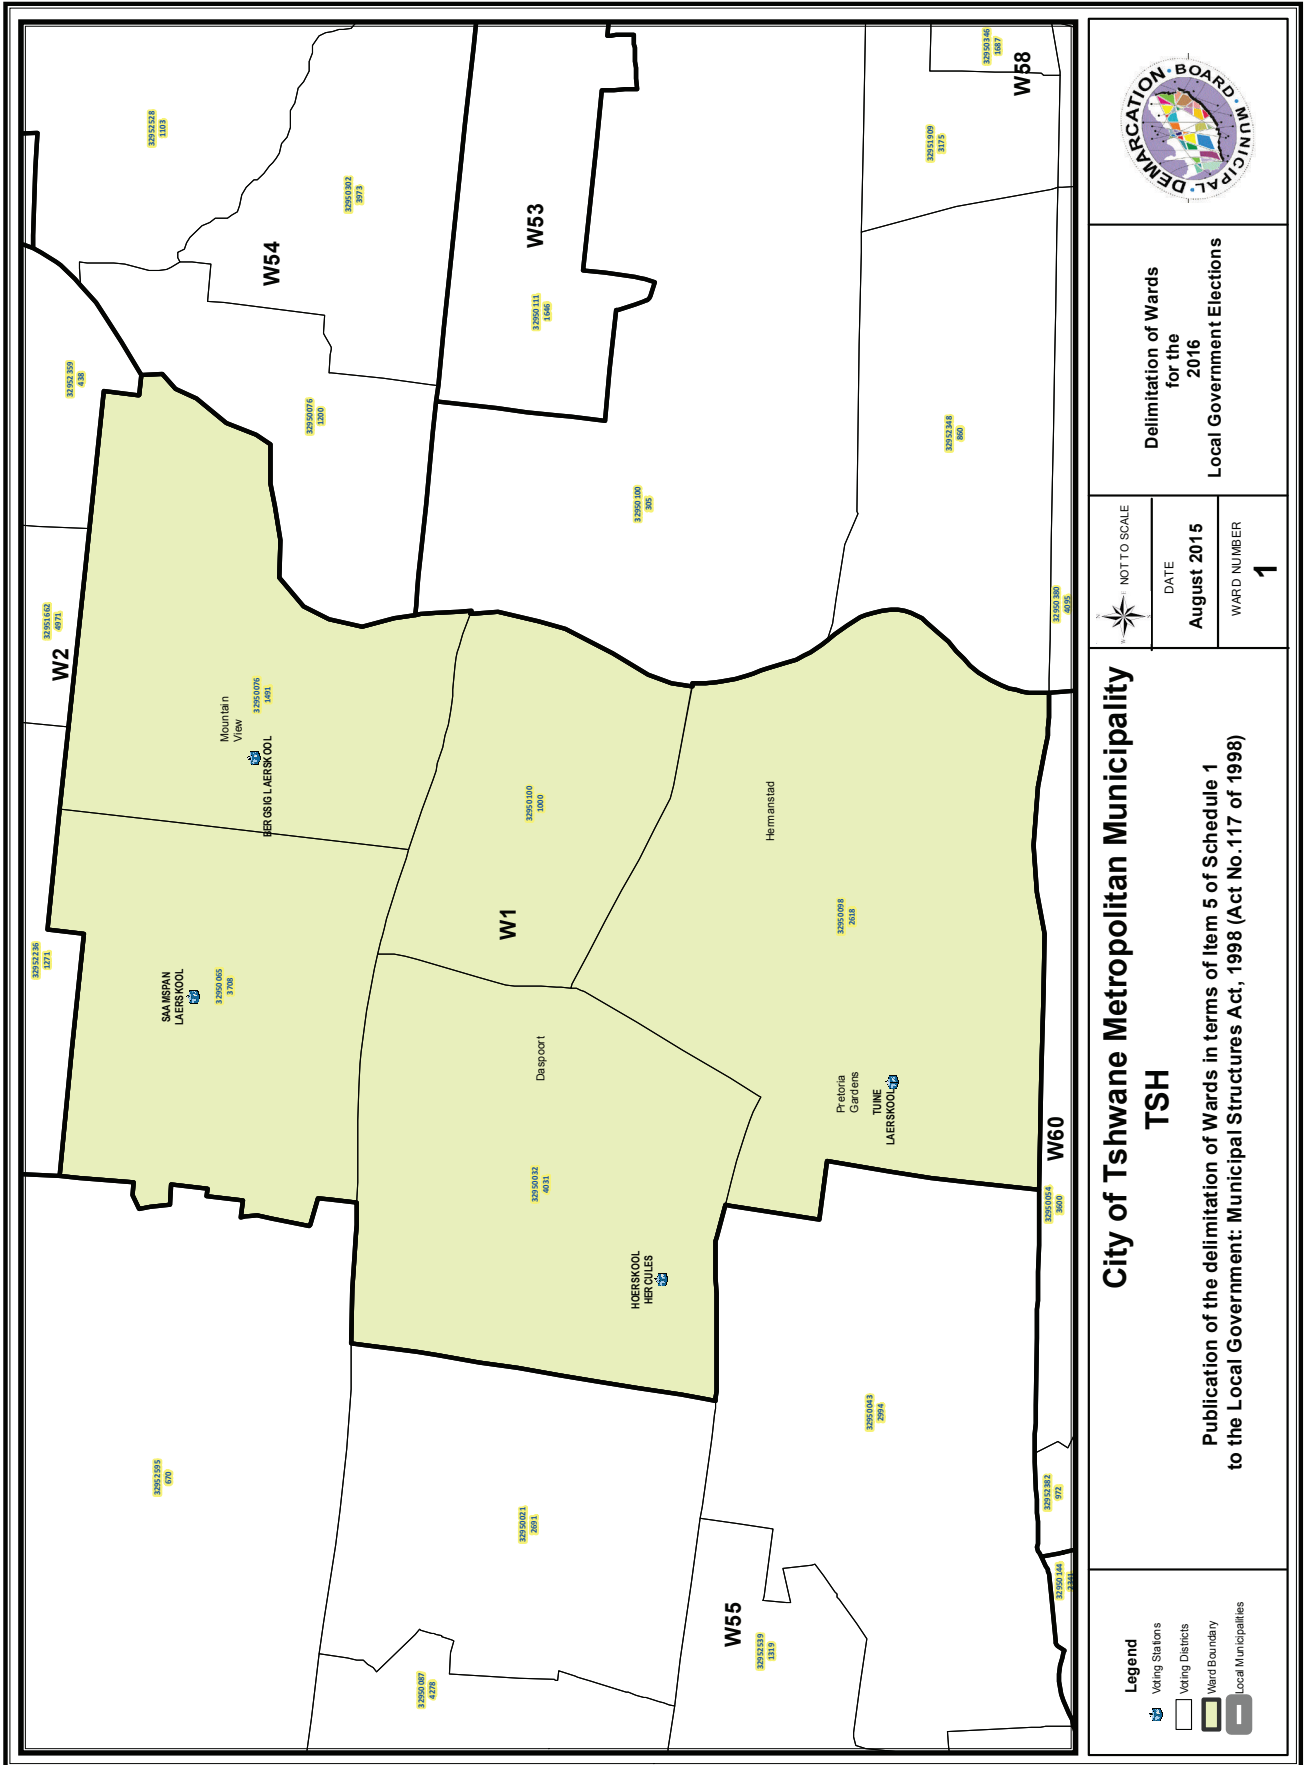 32952236
1271
32951662
4971
W2
32952359
438
32952528
1103
32950302
3973
W54
32950076
1200
W53
32950111
1646
32950346
1687
W58
32951909
3175
32950100
305
32952348
860
32950380
4095
Mountain
View
32950076
1491
BERGSIG LAERSKOOL
SAAMSPAN
LAERSKOOL
32950065
3708
W1
32950100
1000
Hermanstad
32950098
2618
Daspoort
32950032
4031
HOERSKOOL
HERCULES
Pretoria
Gardens
TUINE
LAERSKOOL
W60
32950054
3600
32952595
670
32950021
2691
32950043
2994
32952382
972
32950144
W55
32952539
1319
32950087
4278
Legend
Voting Stations
Voting Districts
Ward Boundary
Local Municipalities
City of Tshwane Metropolitan Municipality
TSH
Publication of the delimitation of Wards in terms of Item 5 of Schedule 1
to the Local Government: Municipal Structures Act, 1998 (Act No.117 of 1998)
NOT TO SCALE
DATE
August 2015
WARD NUMBER
1
Delimitation of Wards
for the
2016
Local Government Elections
MUNICIPAL · DEMARCATION · BOARD